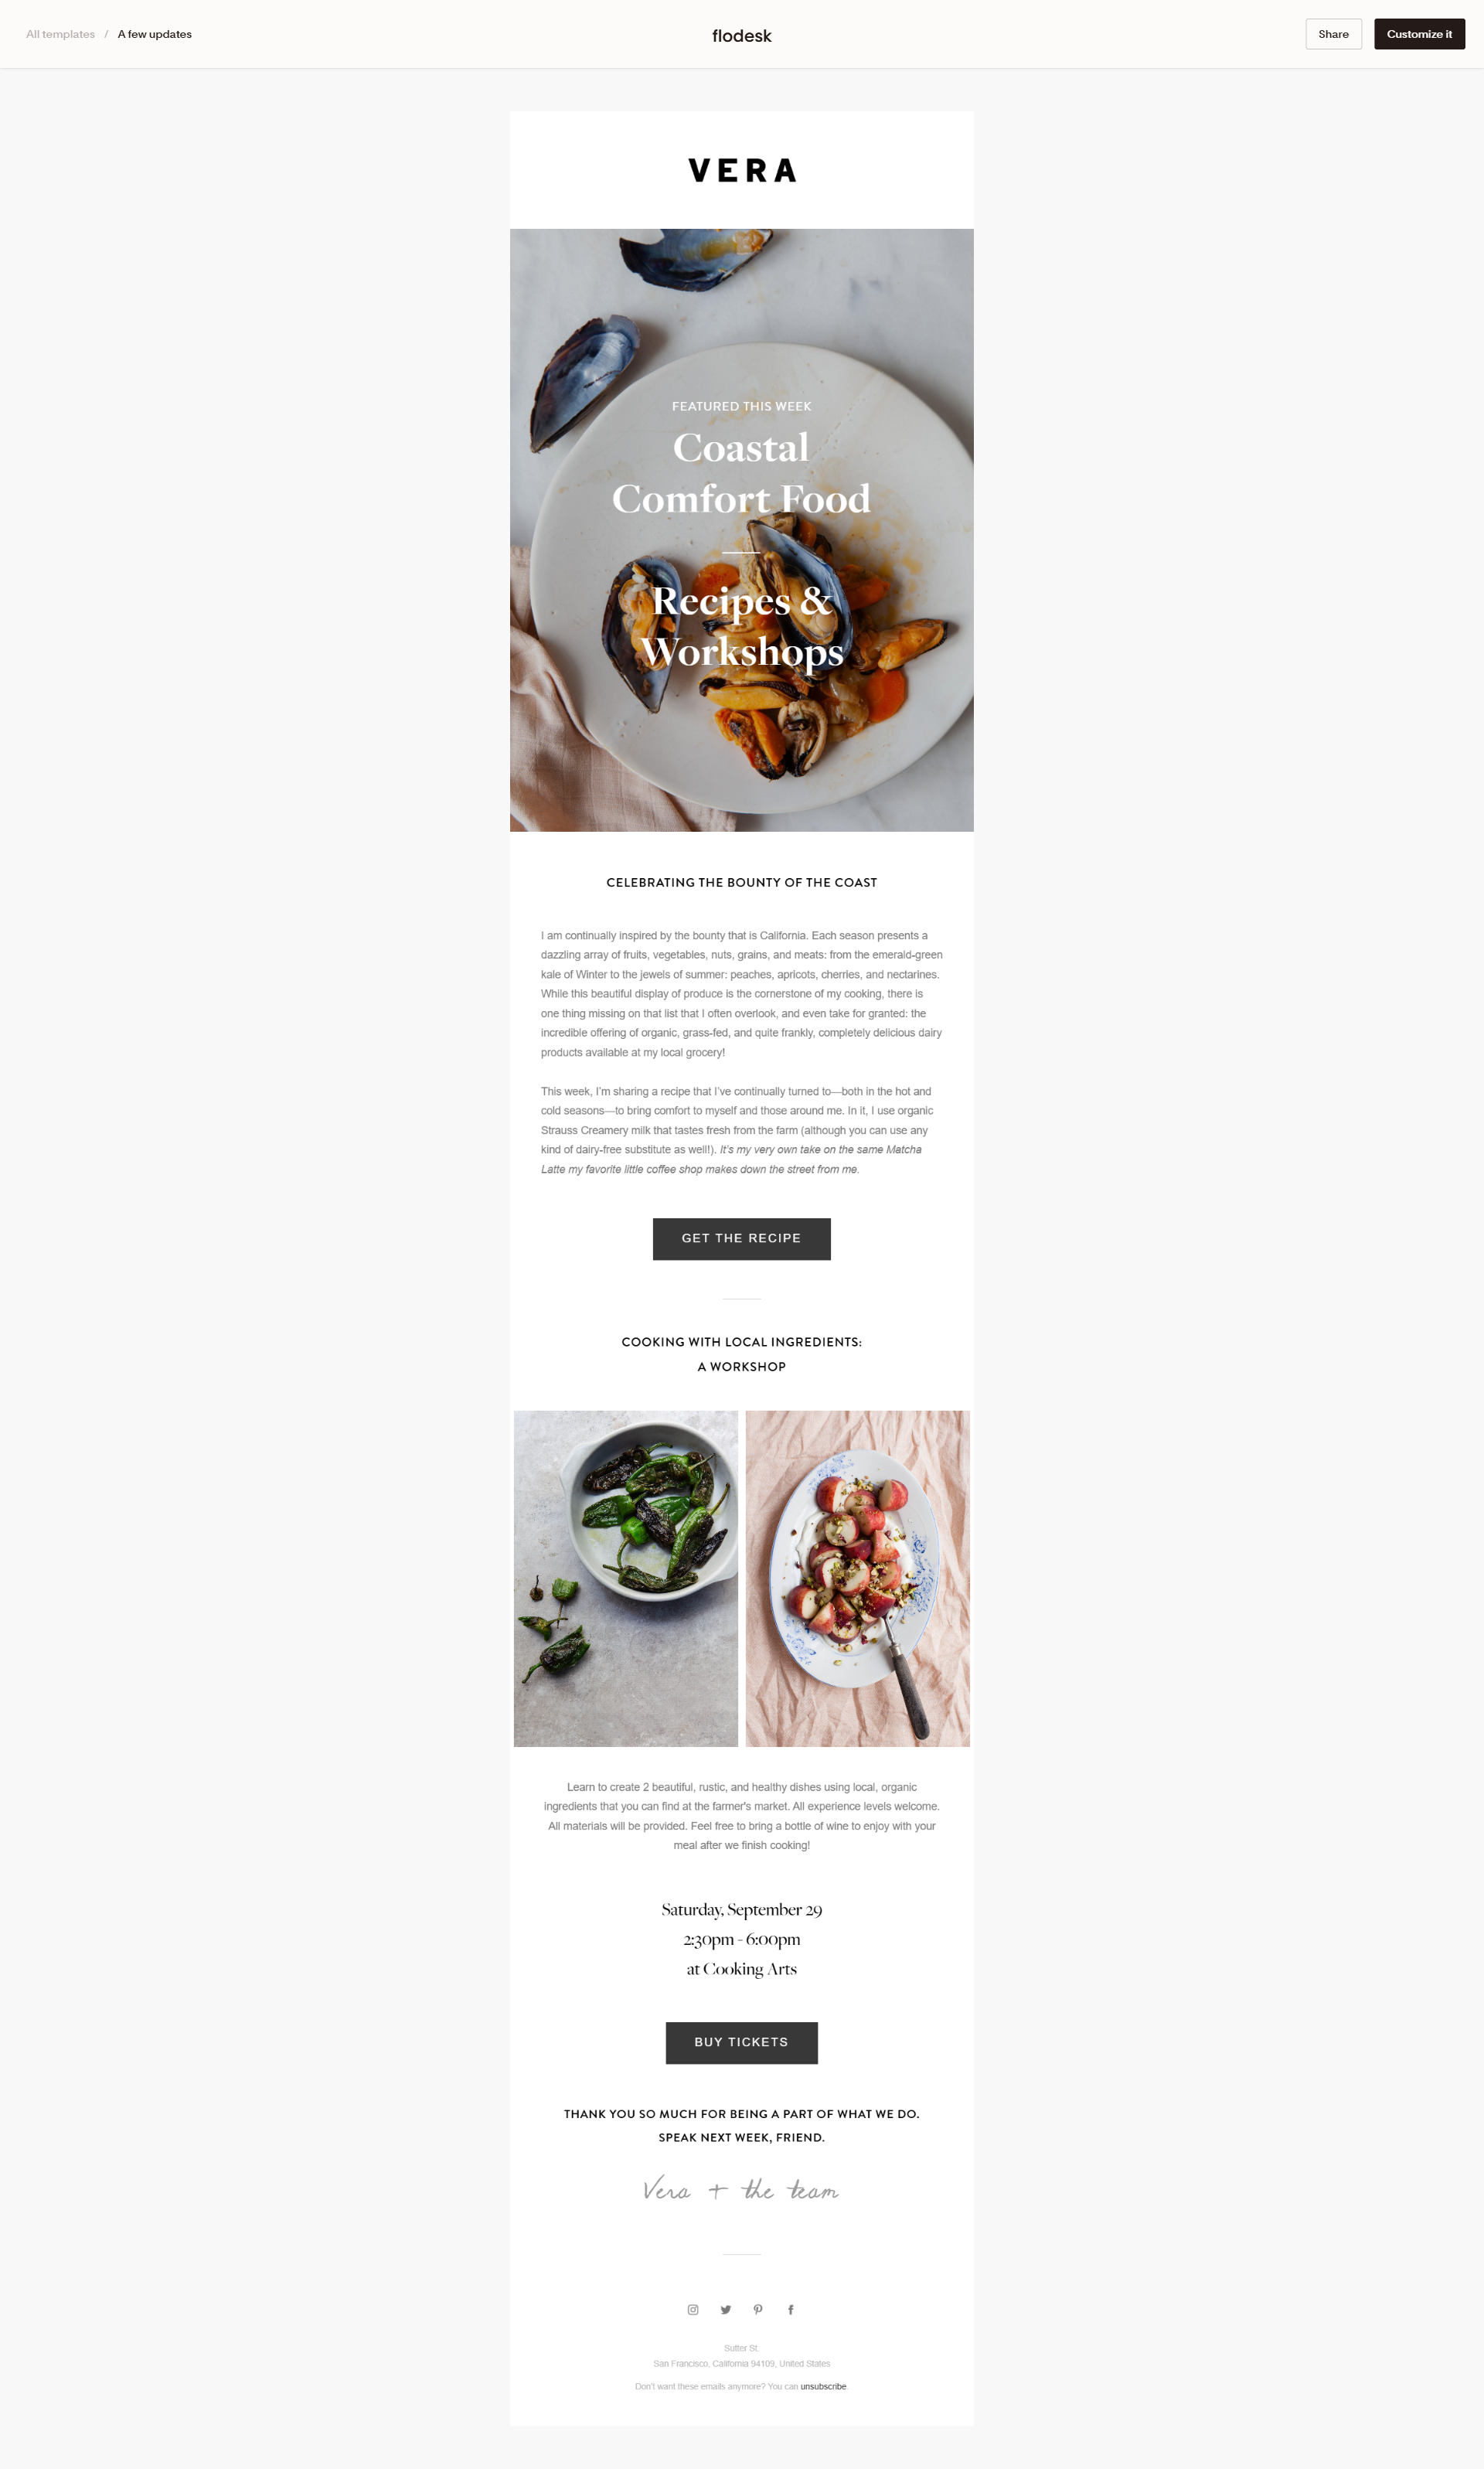 All templates / A few updates
flodesk
Share
Customize it
VERA
FEATURED THIS WEEK
Coastal
Comfort Food
Recipes &
Workshops
CELEBRATING THE BOUNTY OF THE COAST
I am continually inspired by the bounty that is California. Each season presents a
dazzling array of fruits, vegetables, nuts, grains, and meats: from the emerald-green
kale of Winter to the jewels of summer: peaches, apricots, cherries, and nectarines.
While this beautiful display of produce is the cornerstone of my cooking, there is
one thing missing on that list that I often overlook, and even take for granted: the
incredible offering of organic, grass-fed, and quite frankly, completely delicious dairy
products available at my local grocery!
This week, I'm sharing a recipe that I've continually turned to—both in the hot and
cold seasons—to bring comfort to myself and those around me. In it, I use organic
Strauss Creamery milk that tastes fresh from the farm (although you can use any
kind of dairy-free substitute as well!). It's my very own take on the same Matcha
Latte my favorite little coffee shop makes down the street from me.
GET THE RECIPE
COOKING WITH LOCAL INGREDIENTS:
A WORKSHOP
Learn to create 2 beautiful, rustic, and healthy dishes using local, organic
ingredients that you can find at the farmer's market. All experience levels welcome.
All materials will be provided. Feel free to bring a bottle of wine to enjoy with your
meal after we finish cooking!
Saturday, September 29
2:30pm - 6:00pm
at Cooking Arts
BUY TICKETS
THANK YOU SO MUCH FOR BEING A PART OF WHAT WE DO.
SPEAK NEXT WEEK, FRIEND.
Vera + the team
Sutter St.
San Francisco, California 94109, United States
Don't want these emails anymore? You can unsubscribe